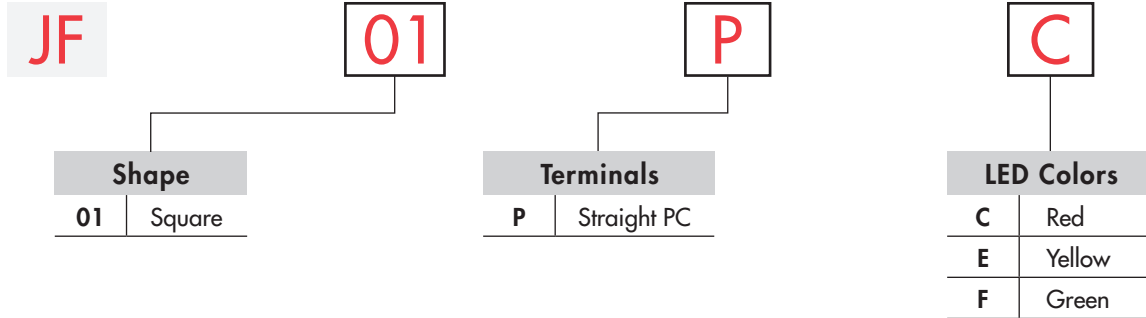 JF 01 P C
Shape Terminals LED Colors
01 Square P Straight PC C Red
E Yellow
F Green